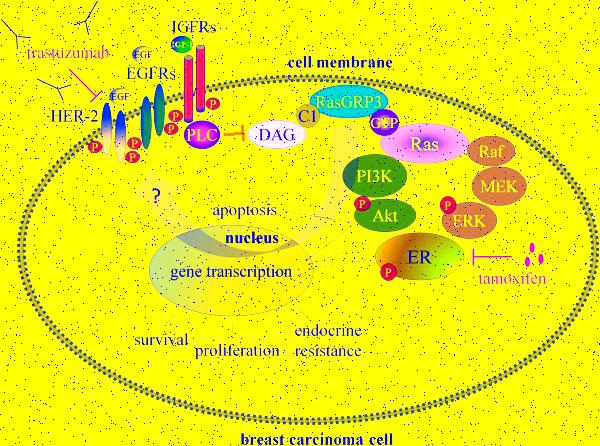 IGFRs
IGF-1
trastuzumab
EGF
EGFRs
cell membrane
EGF
HER-2
RasGRP3
C1
GEP
P
P
P
P
P
P
PLC
DAG
Ras
Raf
PI3K
MEK
P
Akt
P
ERK
?
apoptosis
nucleus
ER
gene transcription
P
tamoxifen
survival
proliferation
endocrine
resistance
breast carcinoma cell